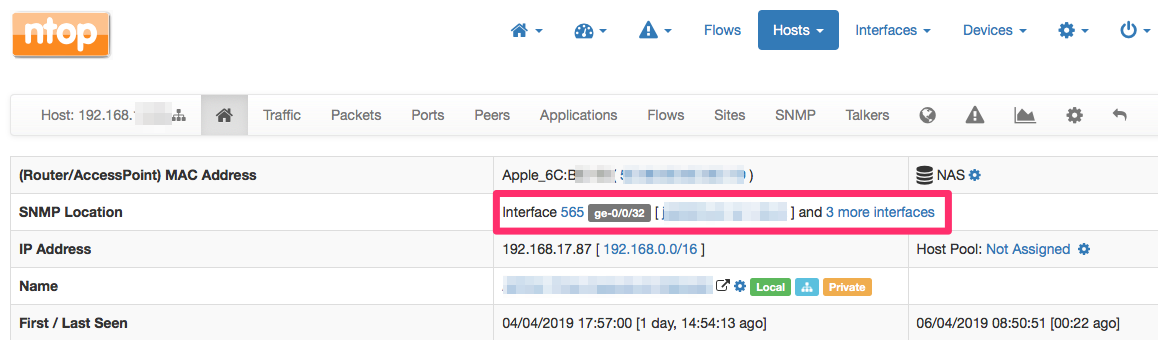 ntop
Flows Hosts Interfaces Devices
Host: 192.168. Traffic Packets Ports Peers Applications Flows Sites SNMP Talkers
(Router/AccessPoint) MAC Address Apple_6C:B ) NAS
SNMP Location Interface 565 ge-0/0/32 [ ] and 3 more interfaces
IP Address 192.168.17.87 [ 192.168.0.0/16 ] Host Pool: Not Assigned
Name Local Private
First / Last Seen 04/04/2019 17:57:00 [1 day, 14:54:13 ago] 06/04/2019 08:50:51 [00:22 ago]